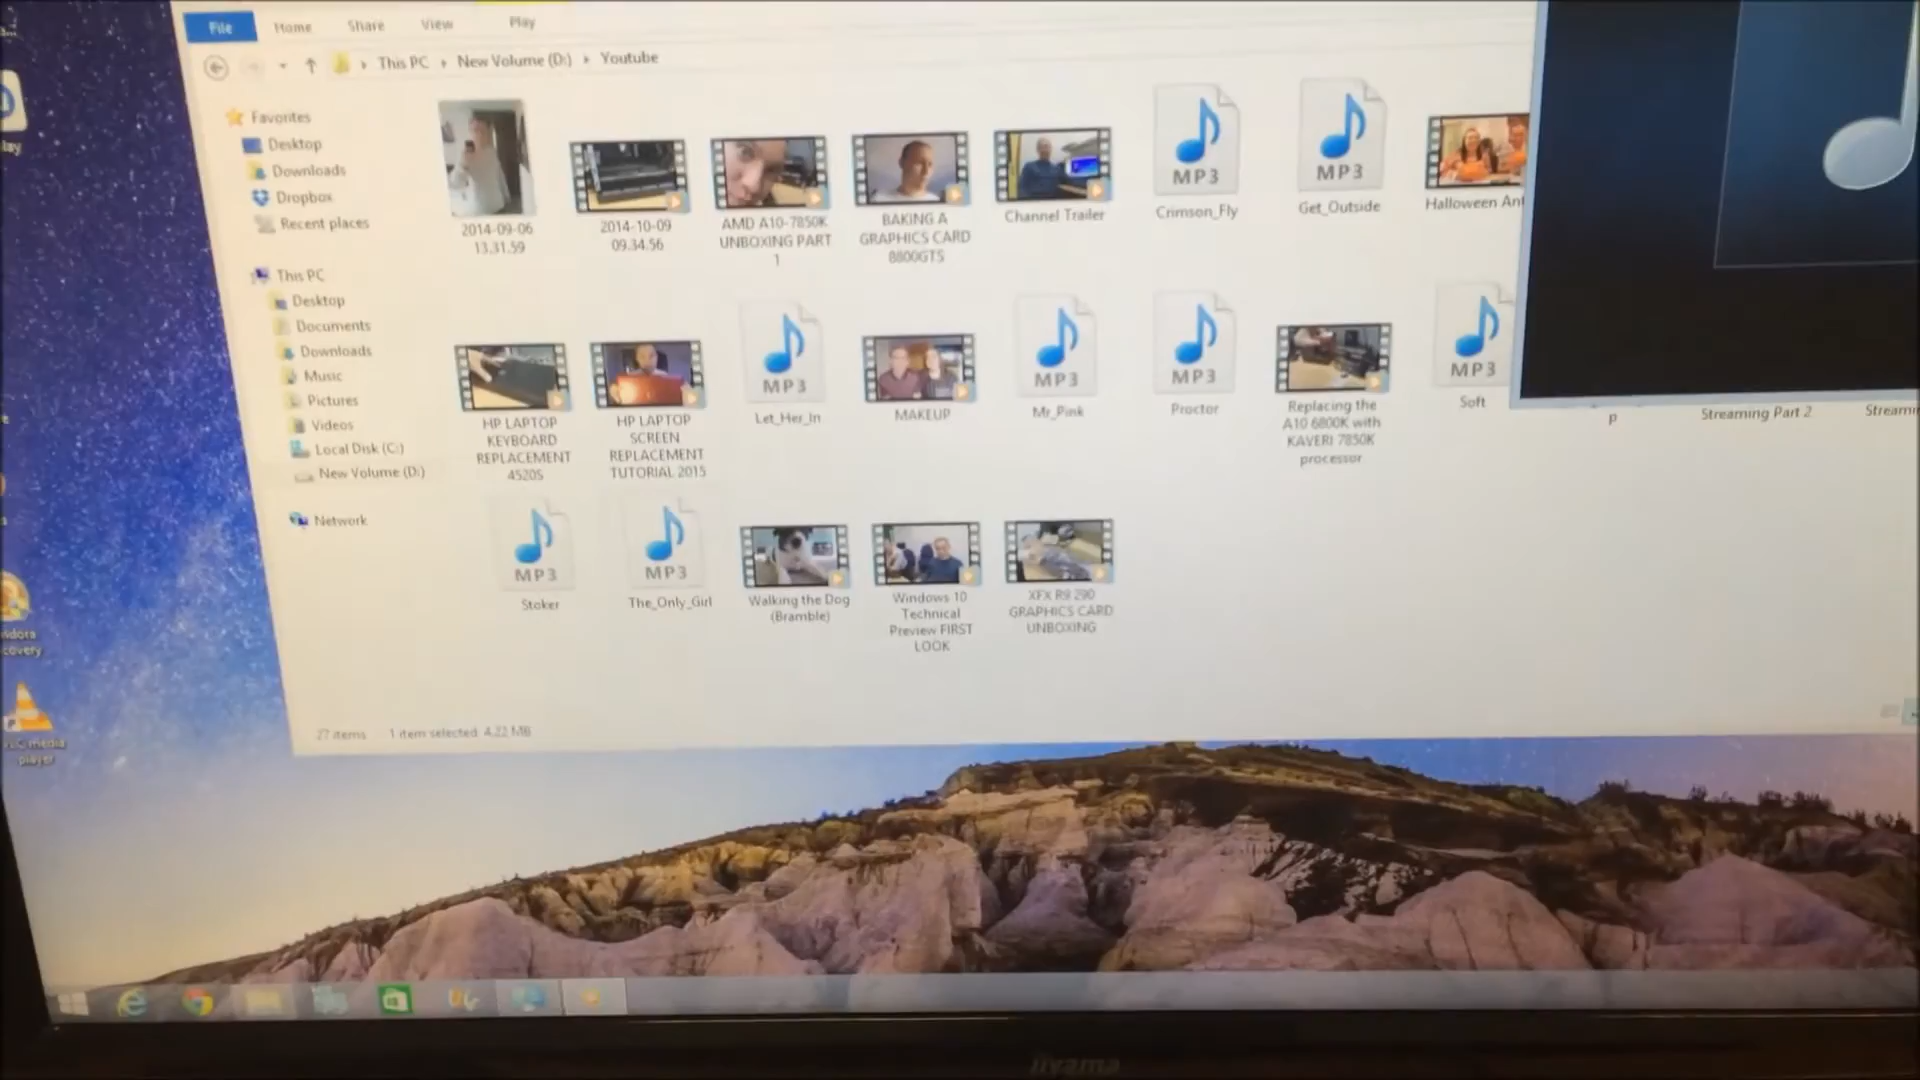 File Home Share View Play
This PC New Volume (D:) Youtube
Favorites
Desktop
Downloads
Dropbox
Recent places
This PC
Desktop
Documents
Downloads
Music
Pictures
Videos
Local Disk (C:)
New Volume (D:)
Network
2014-09-06
13.31.59
2014-10-09
09.34.56
AMD A10-7850K
UNBOXING PART
1
BAKING A
GRAPHICS CARD
8800GTS
Channel Trailer
MP3
Crimson_Fly
MP3
Get_Outside
Halloween Ant
HP LAPTOP
KEYBOARD
REPLACEMENT
4520S
HP LAPTOP
SCREEN
REPLACEMENT
TUTORIAL 2015
MP3
Let_Her_In
MAKEUP
MP3
Mr_Pink
MP3
Proctor
Replacing the
A10 6800K with
KAVERI 7850K
processor
MP3
Soft
p
Streaming Part 2
Streami
MP3
Stoker
MP3
The_Only_Girl
Walking the Dog
(Bramble)
Windows 10
Technical
Preview FIRST
LOOK
XFX R9 290
GRAPHICS CARD
UNBOXING
27 items 1 item selected 4.22 MB
lay
covery
media
player
iiyama